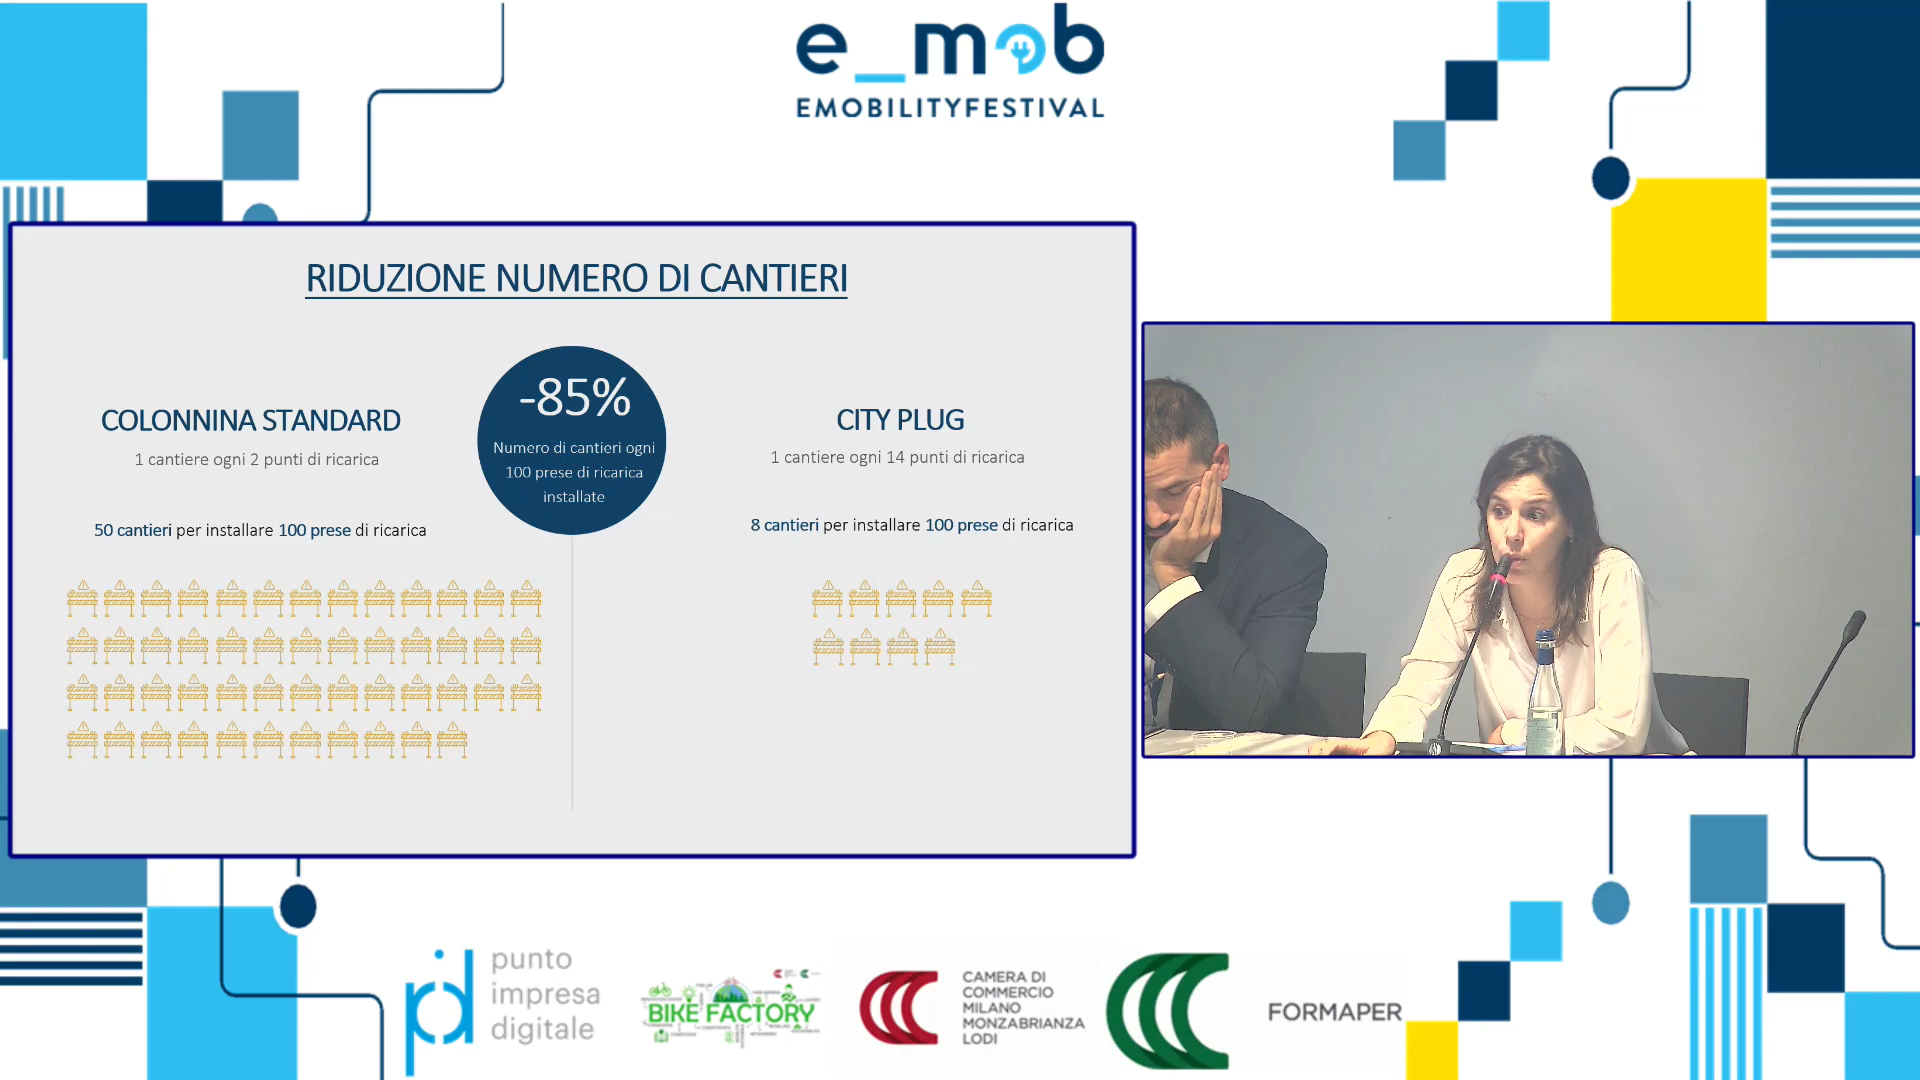 e_mob
EMOBILITYFESTIVAL
RIDUZIONE NUMERO DI CANTIERI
-85%
Numero di cantieri ogni
100 prese di ricarica
installate
COLONNINA STANDARD
1 cantiere ogni 2 punti di ricarica
50 cantieri per installare 100 prese di ricarica
CITY PLUG
1 cantiere ogni 14 punti di ricarica
8 cantieri per installare 100 prese di ricarica
punto
impresa
digitale
BIKE FACTORY
CAMERA DI
COMMERCIO
MILANO
MONZABRIANZA
LODI
FORMAPER